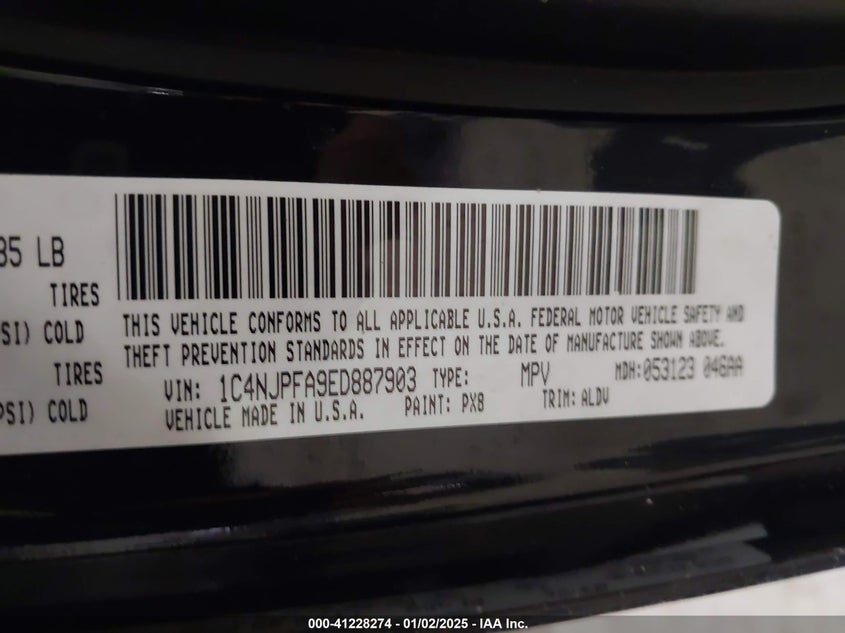 35 LB
TIRES
SI) COLD
TIRES
PSI) COLD
THIS VEHICLE CONFORMS TO ALL APPLICABLE U.S.A. FEDERAL MOTOR VEHICLE SAFETY AND
THEFT PREVENTION STANDARDS IN EFFECT ON THE DATE OF MANUFACTURE SHOWN ABOVE.
VIN: 1C4NJPFA9ED887903 TYPE: MPV MDH: 053123 046AA
VEHICLE MADE IN U.S.A. PAINT: PX8 TRIM: ALDV
000-41228274 | 01/02/2025 - IAA Inc.